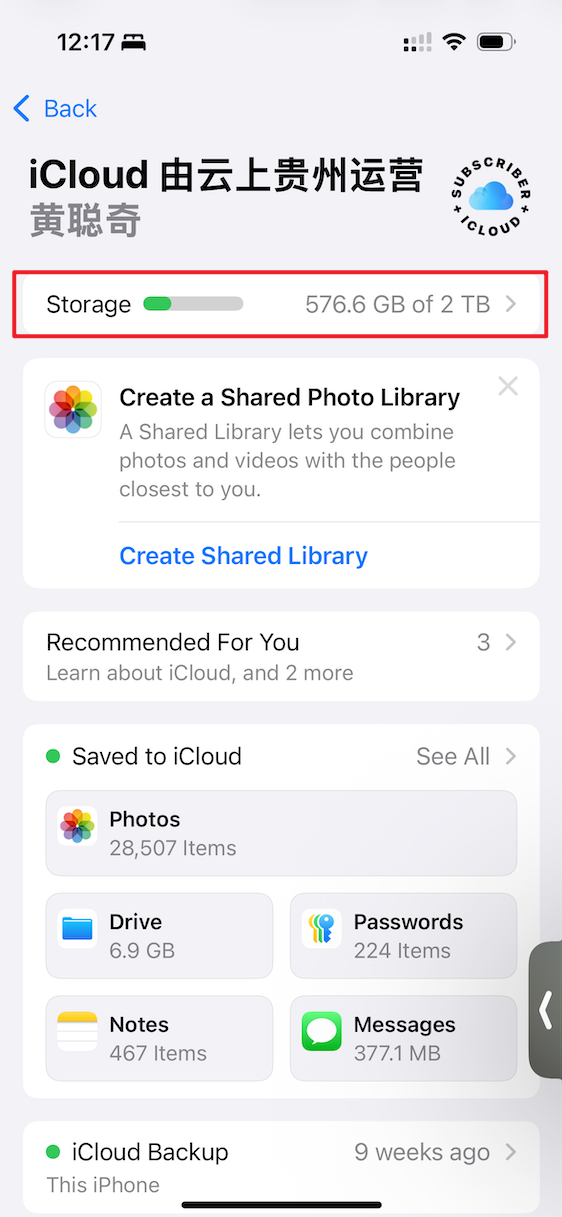 12:17
Back
iCloud 由云上贵州运营
黄聪奇
SUBSCRIBER
ICLOUD
Storage 576.6 GB of 2 TB
Create a Shared Photo Library
A Shared Library lets you combine
photos and videos with the people
closest to you.
Create Shared Library
Recommended For You 3
Learn about iCloud, and 2 more
Saved to iCloud See All
Photos
28,507 Items
Drive
6.9 GB
Passwords
224 Items
Notes
467 Items
Messages
377.1 MB
iCloud Backup 9 weeks ago
This iPhone